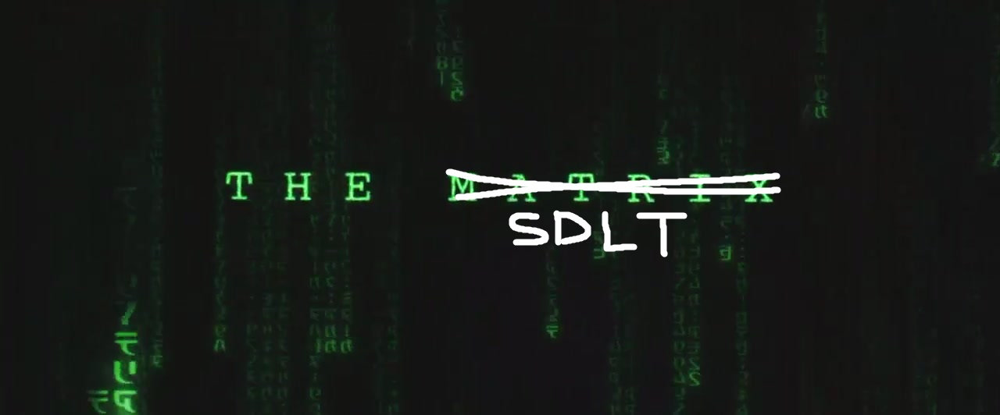 THE MATRIX
SDLT